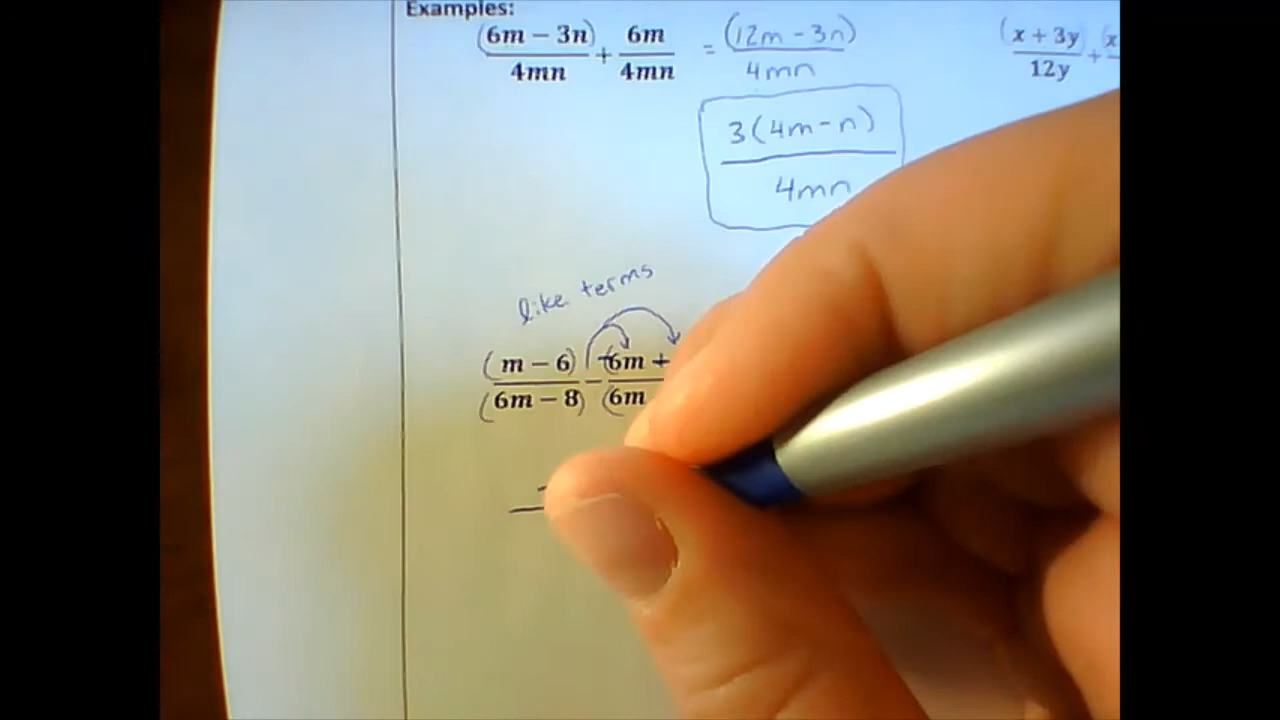 Examples:
(6m − 3n) / 4mn + 6m / 4mn = (12m − 3n) / 4mn
(x + 3y) / 12y + (x
3(4m − n) / 4mn
like terms
(m − 6) / (6m − 8) − (6m + / (6m